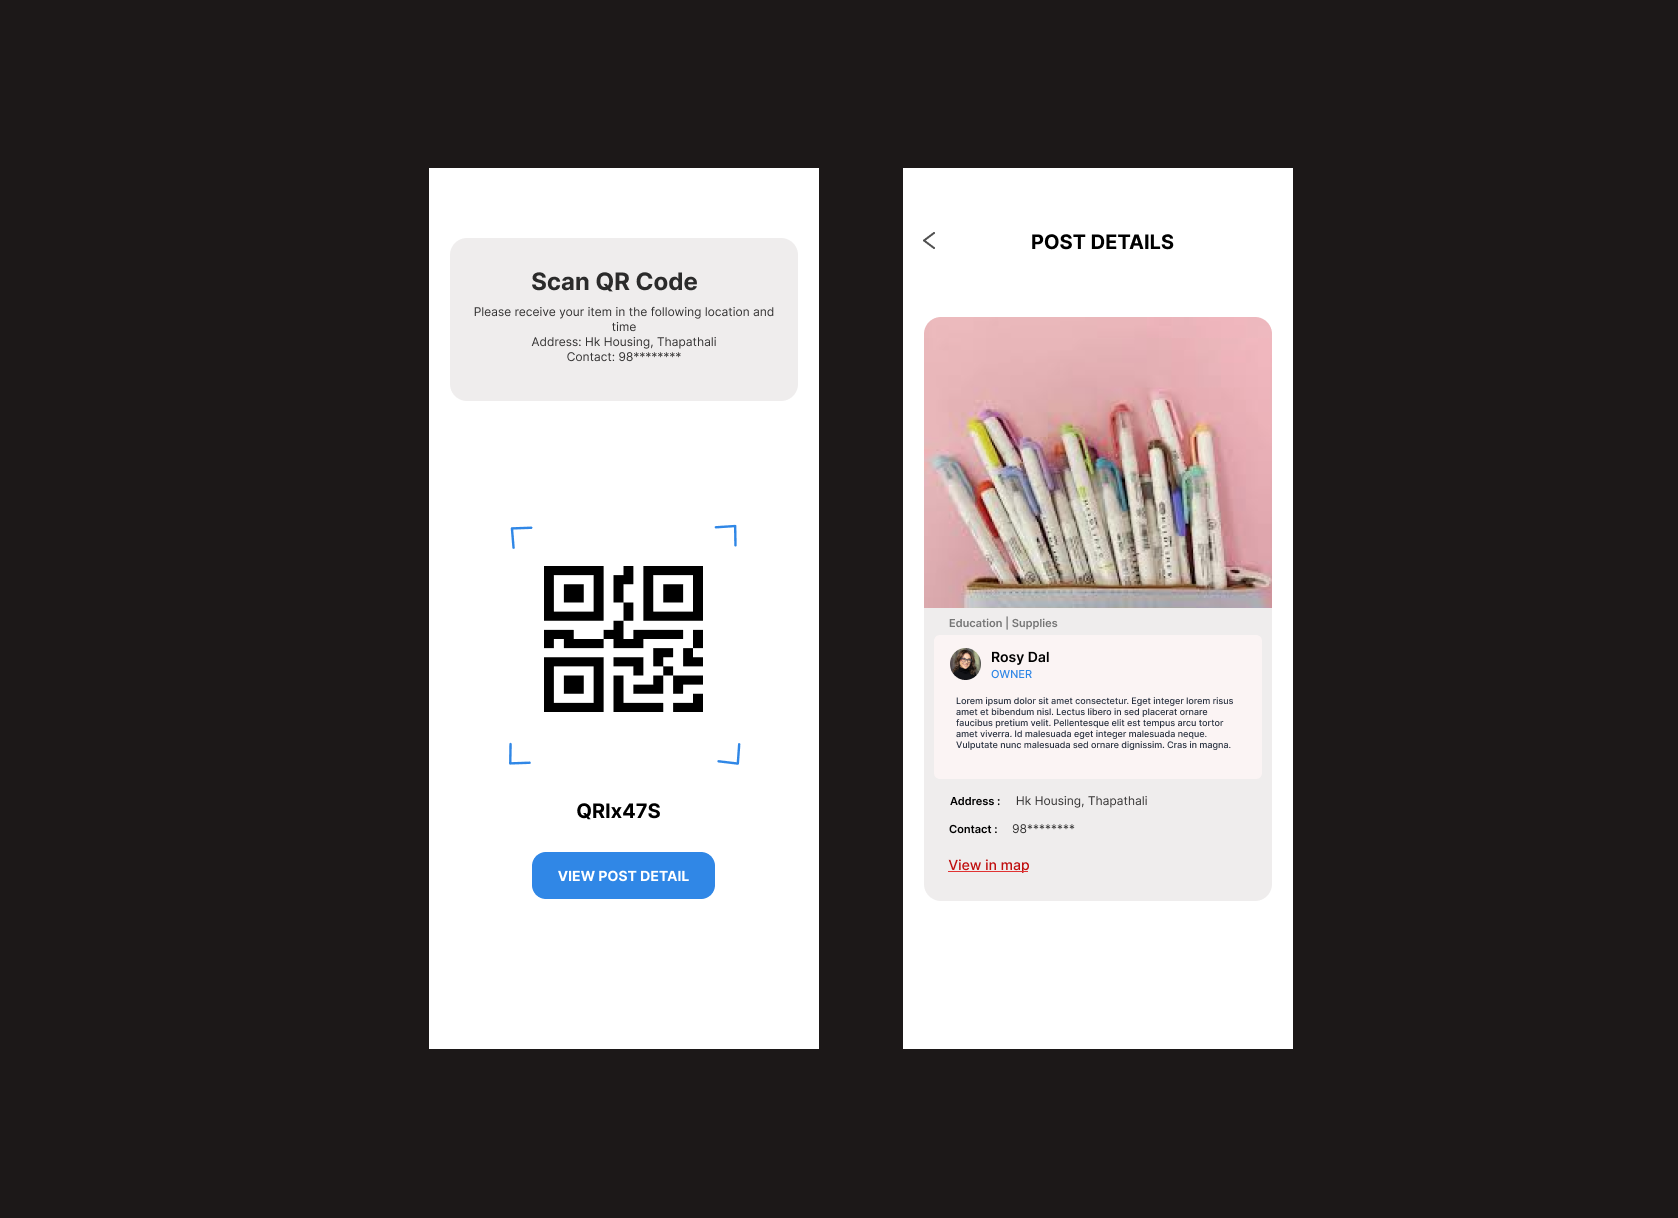 Scan QR Code
Please receive your item in the following location and
time
Address: Hk Housing, Thapathali
Contact: 98********
QRIx47S
VIEW POST DETAIL
POST DETAILS
Education | Supplies
Rosy Dal
OWNER
Lorem ipsum dolor sit amet consectetur. Eget integer lorem risus
amet et bibendum nisl. Lectus libero in sed placerat ornare
faucibus pretium velit. Pellentesque elit est tempus arcu tortor
amet viverra. Id malesuada eget integer malesuada neque.
Vulputate nunc malesuada sed ornare dignissim. Cras in magna.
Address : Hk Housing, Thapathali
Contact : 98********
View in map